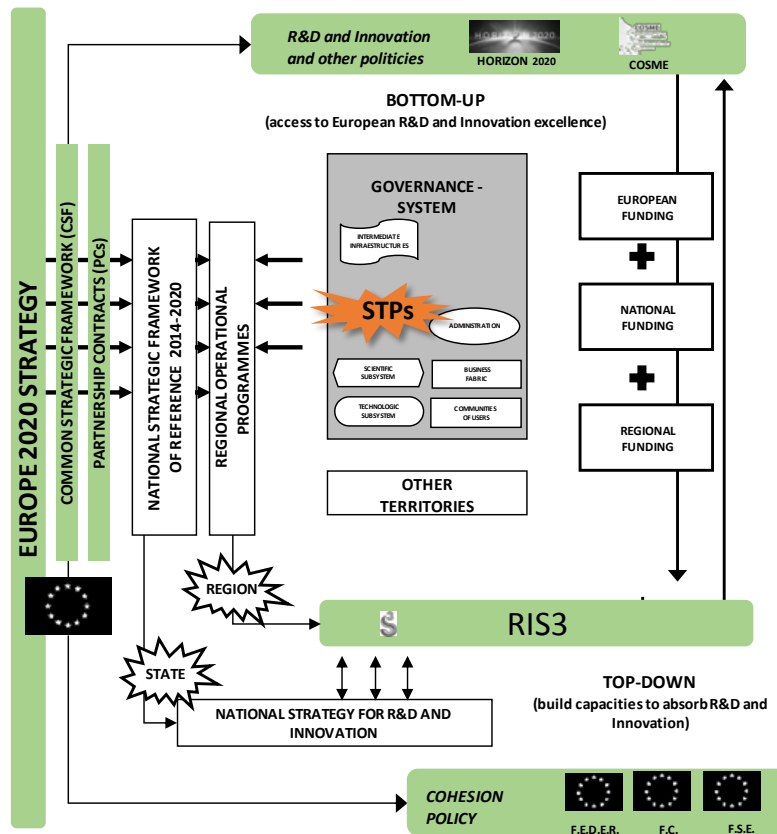 R&D and Innovation
and other politicies
HORIZON 2020
HORIZON 2020
COSME
COSME
BOTTOM-UP
(access to European R&D and Innovation excellence)
EUROPE 2020 STRATEGY
COMMON STRATEGIC FRAMEWORK (CSF)
PARTNERSHIP CONTRACTS (PCs)
NATIONAL STRATEGIC FRAMEWORK
OF REFERENCE 2014-2020
REGIONAL OPERATIONAL
PROGRAMMES
GOVERNANCE -
SYSTEM
INTERMEDIATE
INFRAESTRUCTURES
STPs
ADMINISTRATION
SCIENTIFIC
SUBSYSTEM
BUSINESS
FABRIC
TECHNOLOGIC
SUBSYSTEM
COMMUNITIES
OF USERS
OTHER
TERRITORIES
EUROPEAN
FUNDING
NATIONAL
FUNDING
REGIONAL
FUNDING
REGION
STATE
S
RIS3
NATIONAL STRATEGY FOR R&D AND
INNOVATION
TOP-DOWN
(build capacities to absorb R&D and
Innovation)
COHESION
POLICY
F.E.D.E.R.
F.C.
F.S.E.